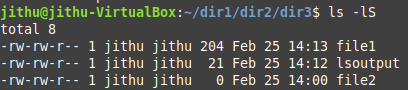 jithu@jithu-VirtualBox:~/dir1/dir2/dir3$ ls -lS
total 8
-rw-rw-r-- 1 jithu jithu 204 Feb 25 14:13 file1
-rw-rw-r-- 1 jithu jithu  21 Feb 25 14:12 lsoutput
-rw-rw-r-- 1 jithu jithu   0 Feb 25 14:00 file2